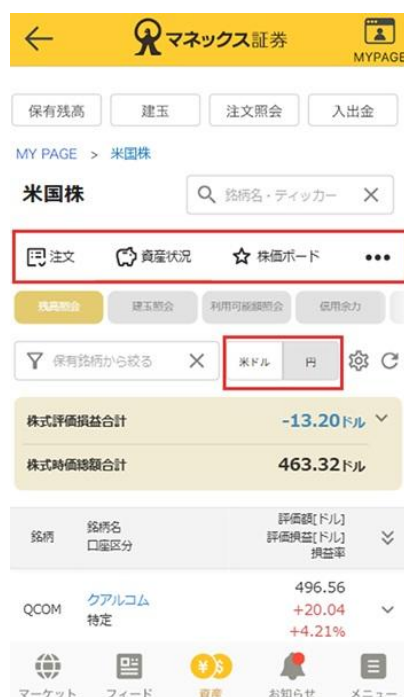 マネックス証券
MYPAGE
保有残高 建玉 注文照会 入出金
MY PAGE > 米国株
米国株 銘柄名・ティッカー
注文 資産状況 株価ボード
残高照会 建玉照会 利用可能額照会 信用余力
保有銘柄から絞る 米ドル 円
株式評価損益合計 -13.20ドル
株式時価総額合計 463.32ドル
銘柄 銘柄名 口座区分 評価額[ドル] 評価損益[ドル] 損益率
QCOM クアルコム 特定 496.56 +20.04 +4.21%
マーケット フィード 資産 お知らせ メニュー